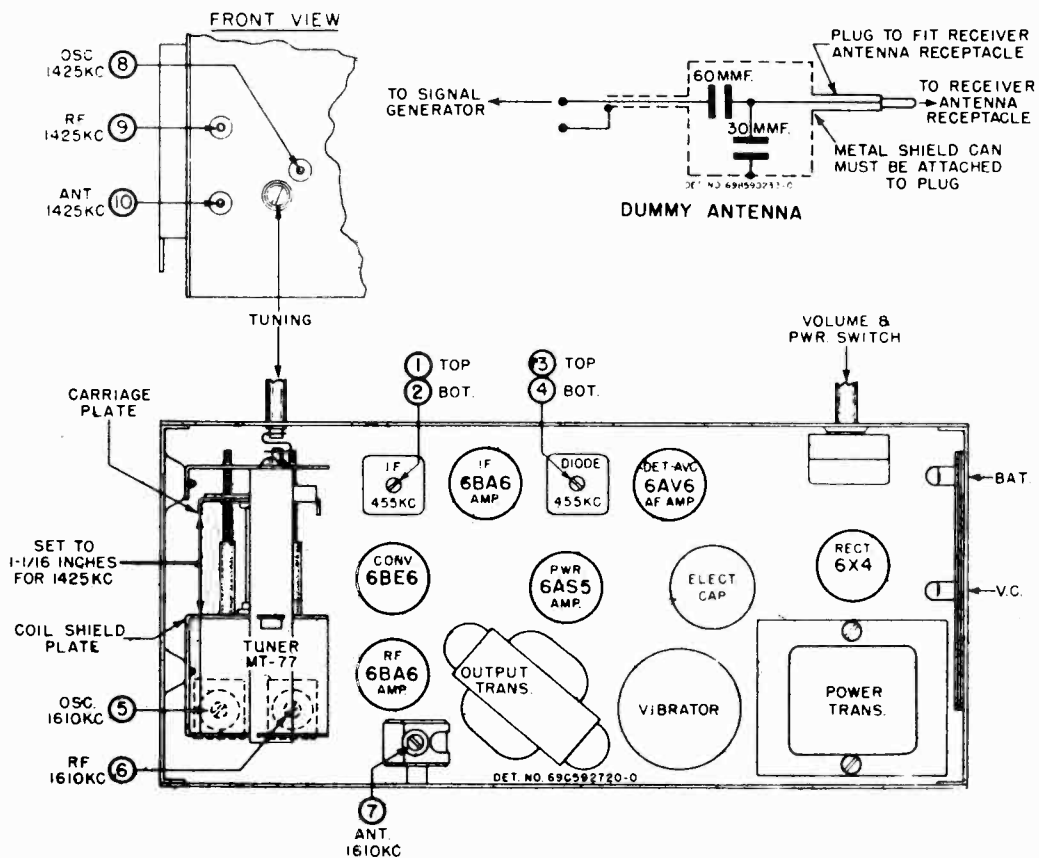 FRONT VIEW
OSC.
1425KC
8
RF
1425KC
9
ANT
1425KC
10
TUNING
TO SIGNAL
GENERATOR
60 MMF.
30 MMF.
PLUG TO FIT RECEIVER
ANTENNA RECEPTACLE
TO RECEIVER
ANTENNA
RECEPTACLE
METAL SHIELD CAN
MUST BE ATTACHED
TO PLUG
DUMMY ANTENNA
VOLUME &
PWR. SWITCH
1 TOP
2 BOT.
3 TOP
4 BOT.
CARRIAGE
PLATE
SET TO
1-1/16 INCHES
FOR 1425KC
COIL SHIELD
PLATE
OSC.
1610KC
5
RF
1610KC
6
TUNER
MT-77
IF
455KC
IF
6BA6
AMP
DIODE
455KC
DET-AVC
6AV6
AF AMP
BAT.
CONV
6BE6
PWR
6AS5
AMP.
ELECT
CAP
RECT
6X4
V.C.
RF
6BA6
AMP
OUTPUT
TRANS.
VIBRATOR
POWER
TRANS.
7
ANT.
1610KC
DET. NO. 69C592720-0